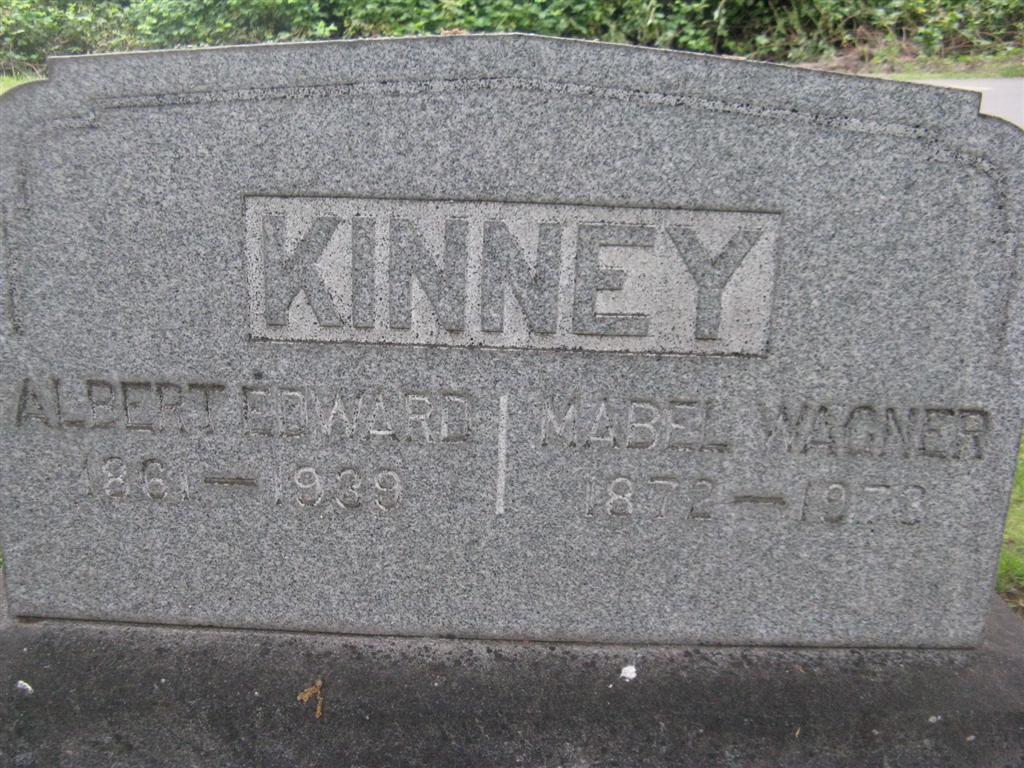 KINNEY
ALBERT EDWARD
1861 — 1939
MABEL WAGNER
1872 — 1973